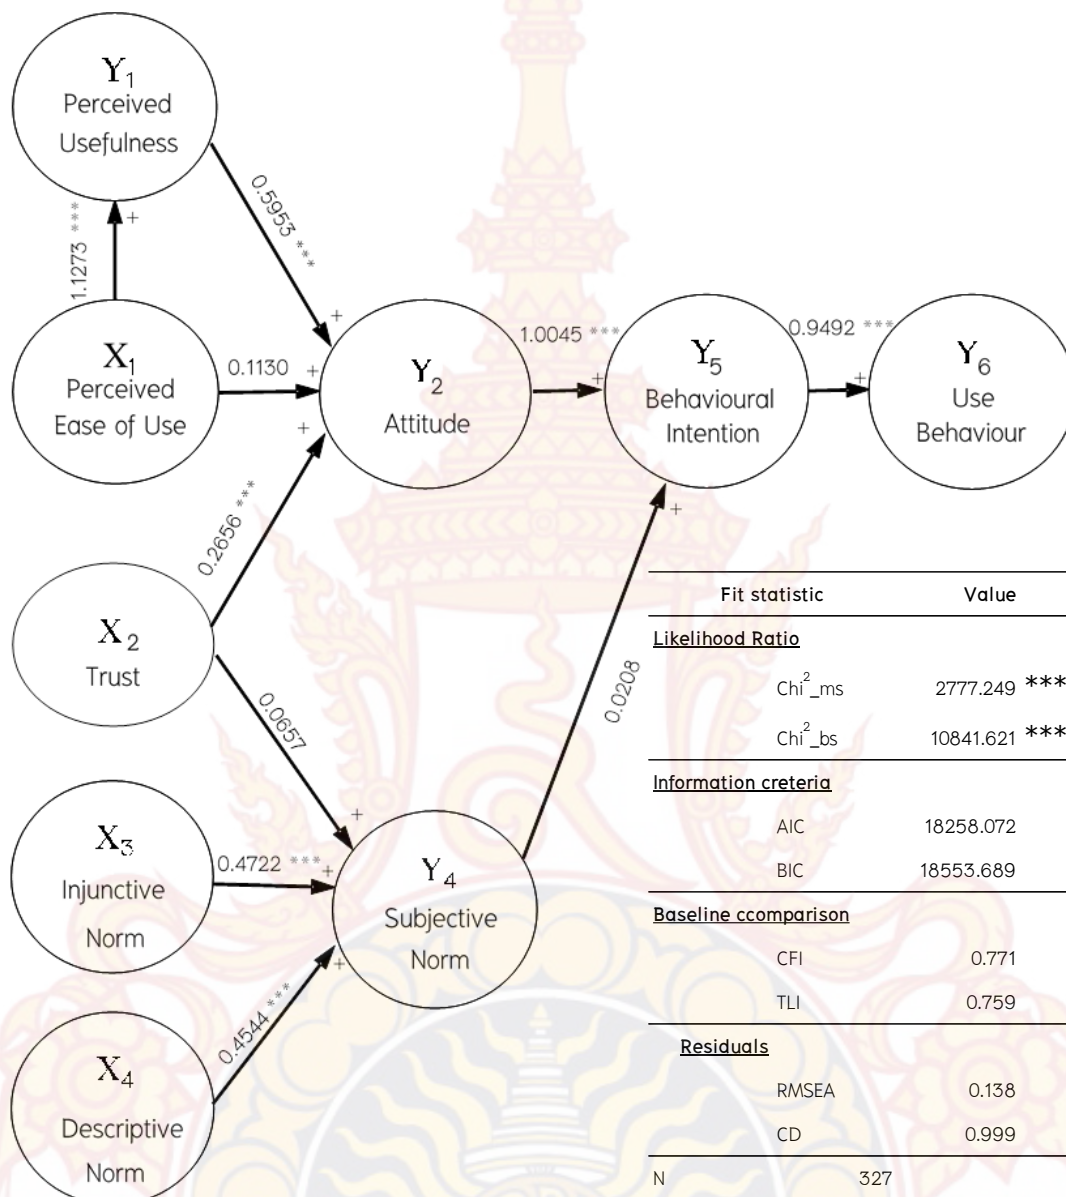 Y1
Perceived
Usefulness
0.5953 ***
+
1.1273 ***
+
X1
Perceived
Ease of Use
0.1130
+
+
Y2
Attitude
1.0045 ***
+
Y5
Behavioural
Intention
0.9492 ***
+
Y6
Use
Behaviour
0.2656 ***
+
X2
Trust
0.0657
+
0.0208
+
X3
Injunctive
Norm
0.4722 ***
+
Y4
Subjective
Norm
0.4544 ***
+
X4
Descriptive
Norm
Fit statistic Value
Likelihood Ratio
Chi²_ms 2777.249 ***
Chi²_bs 10841.621 ***
Information creteria
AIC 18258.072
BIC 18553.689
Baseline ccomparison
CFI 0.771
TLI 0.759
Residuals
RMSEA 0.138
CD 0.999
N 327